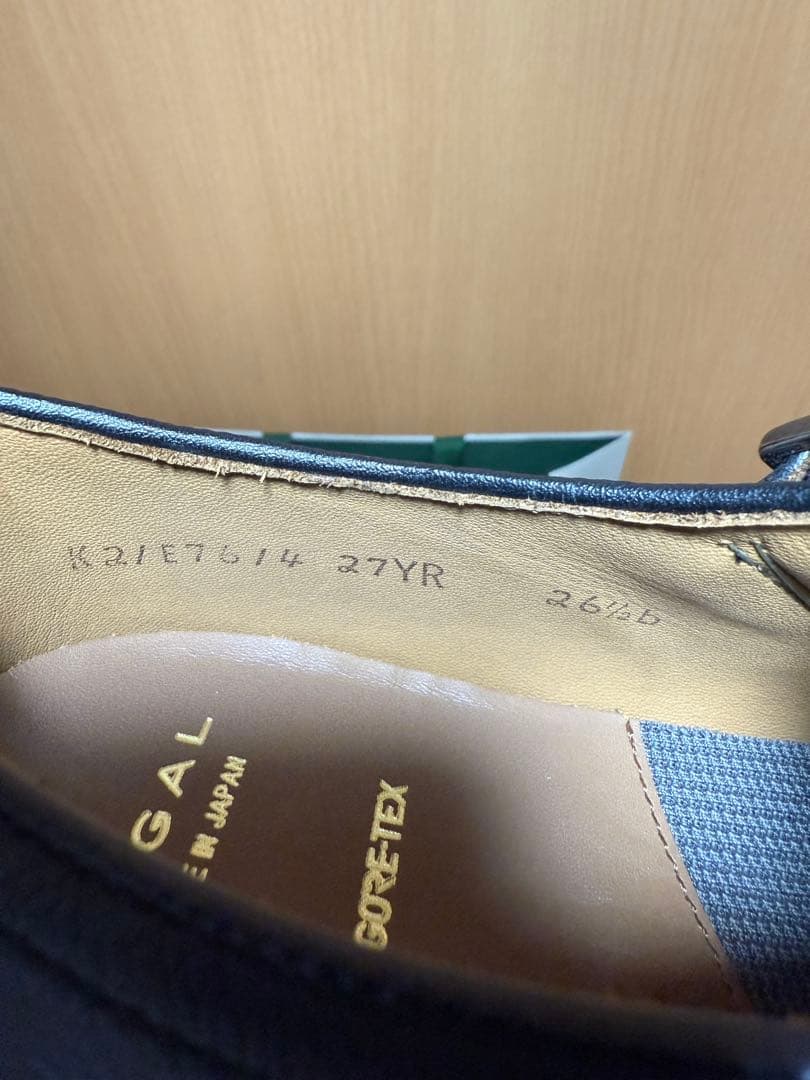 K21E7614 27YR
26½b
GAL
E IN JAPAN
GORE-TEX